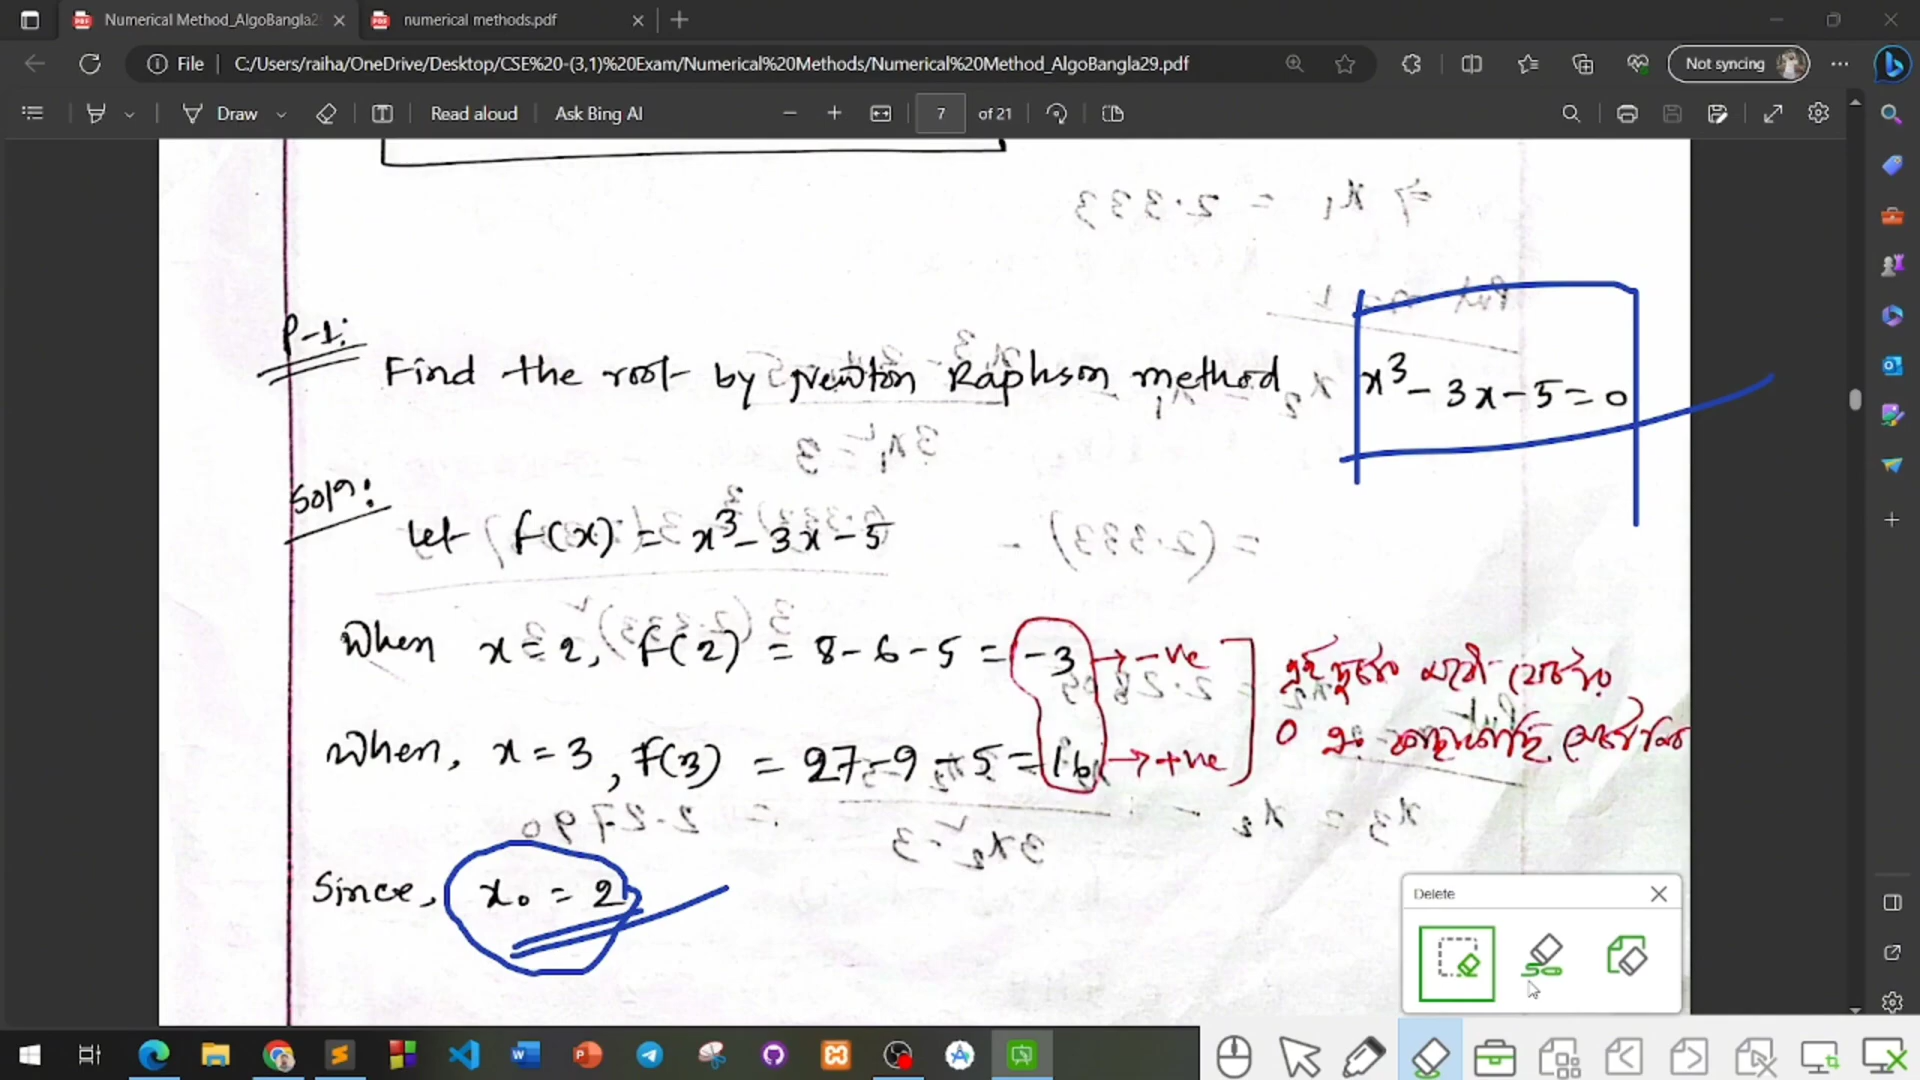 Numerical Method_AlgoBangla2
numerical methods.pdf
File
C:/Users/raiha/OneDrive/Desktop/CSE%20-(3,1)%20Exam/Numerical%20Methods/Numerical%20Method_AlgoBangla29.pdf
Not syncing
Draw
Read aloud
Ask Bing AI
7 of 21
P-1:
Find the root by Newton Raphson method x³ - 3x - 5 = 0
Soln:
let f(x) = x³ - 3x - 5
When x = 2, f(2) = 8 - 6 - 5 = -3 → -ve
When, x = 3, f(3) = 27 - 9 - 5 = 16 → +ve
0 এর
Since, x₀ = 2
Delete